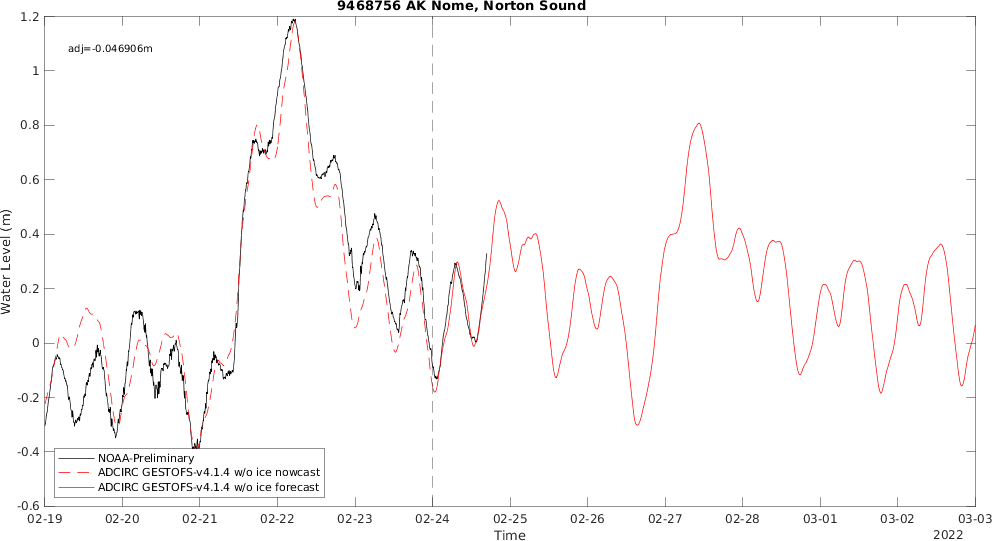 9468756 AK Nome, Norton Sound
adj=-0.046906m
Water Level (m)
1.2
1
0.8
0.6
0.4
0.2
0
-0.2
-0.4
-0.6
NOAA-Preliminary
ADCIRC GESTOFS-v4.1.4 w/o ice nowcast
ADCIRC GESTOFS-v4.1.4 w/o ice forecast
02-19 02-20 02-21 02-22 02-23 02-24 02-25 02-26 02-27 02-28 03-01 03-02 03-03
Time
2022